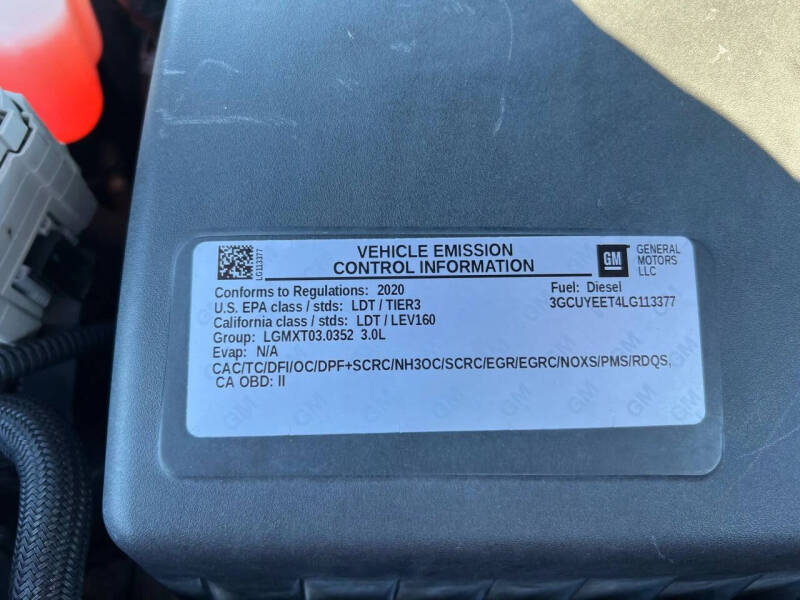 LG113377
VEHICLE EMISSION
CONTROL INFORMATION
GM
GENERAL
MOTORS
LLC
Conforms to Regulations: 2020
Fuel: Diesel
U.S. EPA class / stds: LDT / TIER3
3GCUYEET4LG113377
California class / stds: LDT / LEV160
Group: LGMXT03.0352 3.0L
Evap: N/A
CAC/TC/DFI/OC/DPF+SCRC/NH3OC/SCRC/EGR/EGRC/NOXS/PMS/RDQS,
CA OBD: II